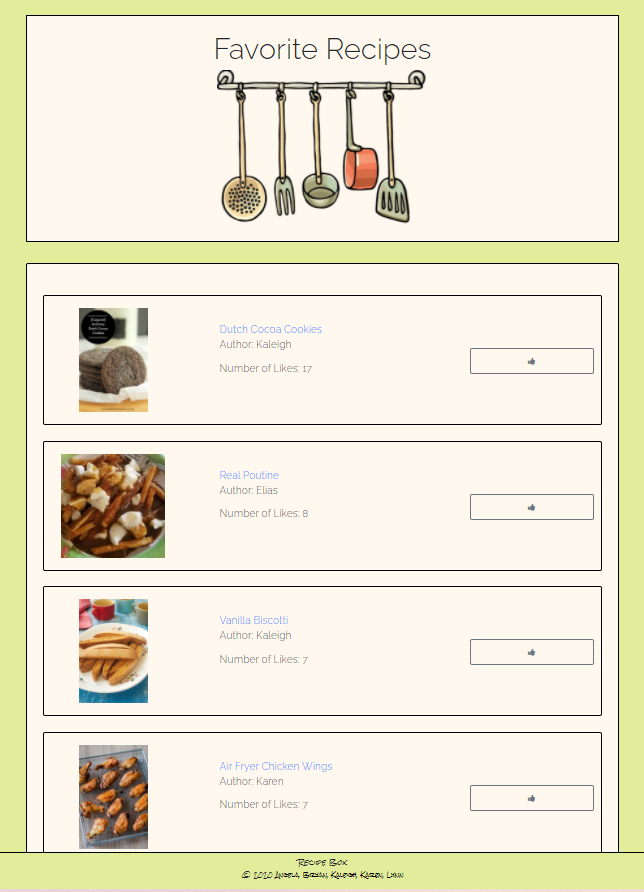 Favorite Recipes
Dutch Cocoa Cookies
Author: Kaleigh
Number of Likes: 17
Real Poutine
Author: Elias
Number of Likes: 8
Vanilla Biscotti
Author: Kaleigh
Number of Likes: 7
Air Fryer Chicken Wings
Author: Karen
Number of Likes: 7
Recipe Box
© 2020 Angela, Bryan, Kaleigh, Karen, Lynn